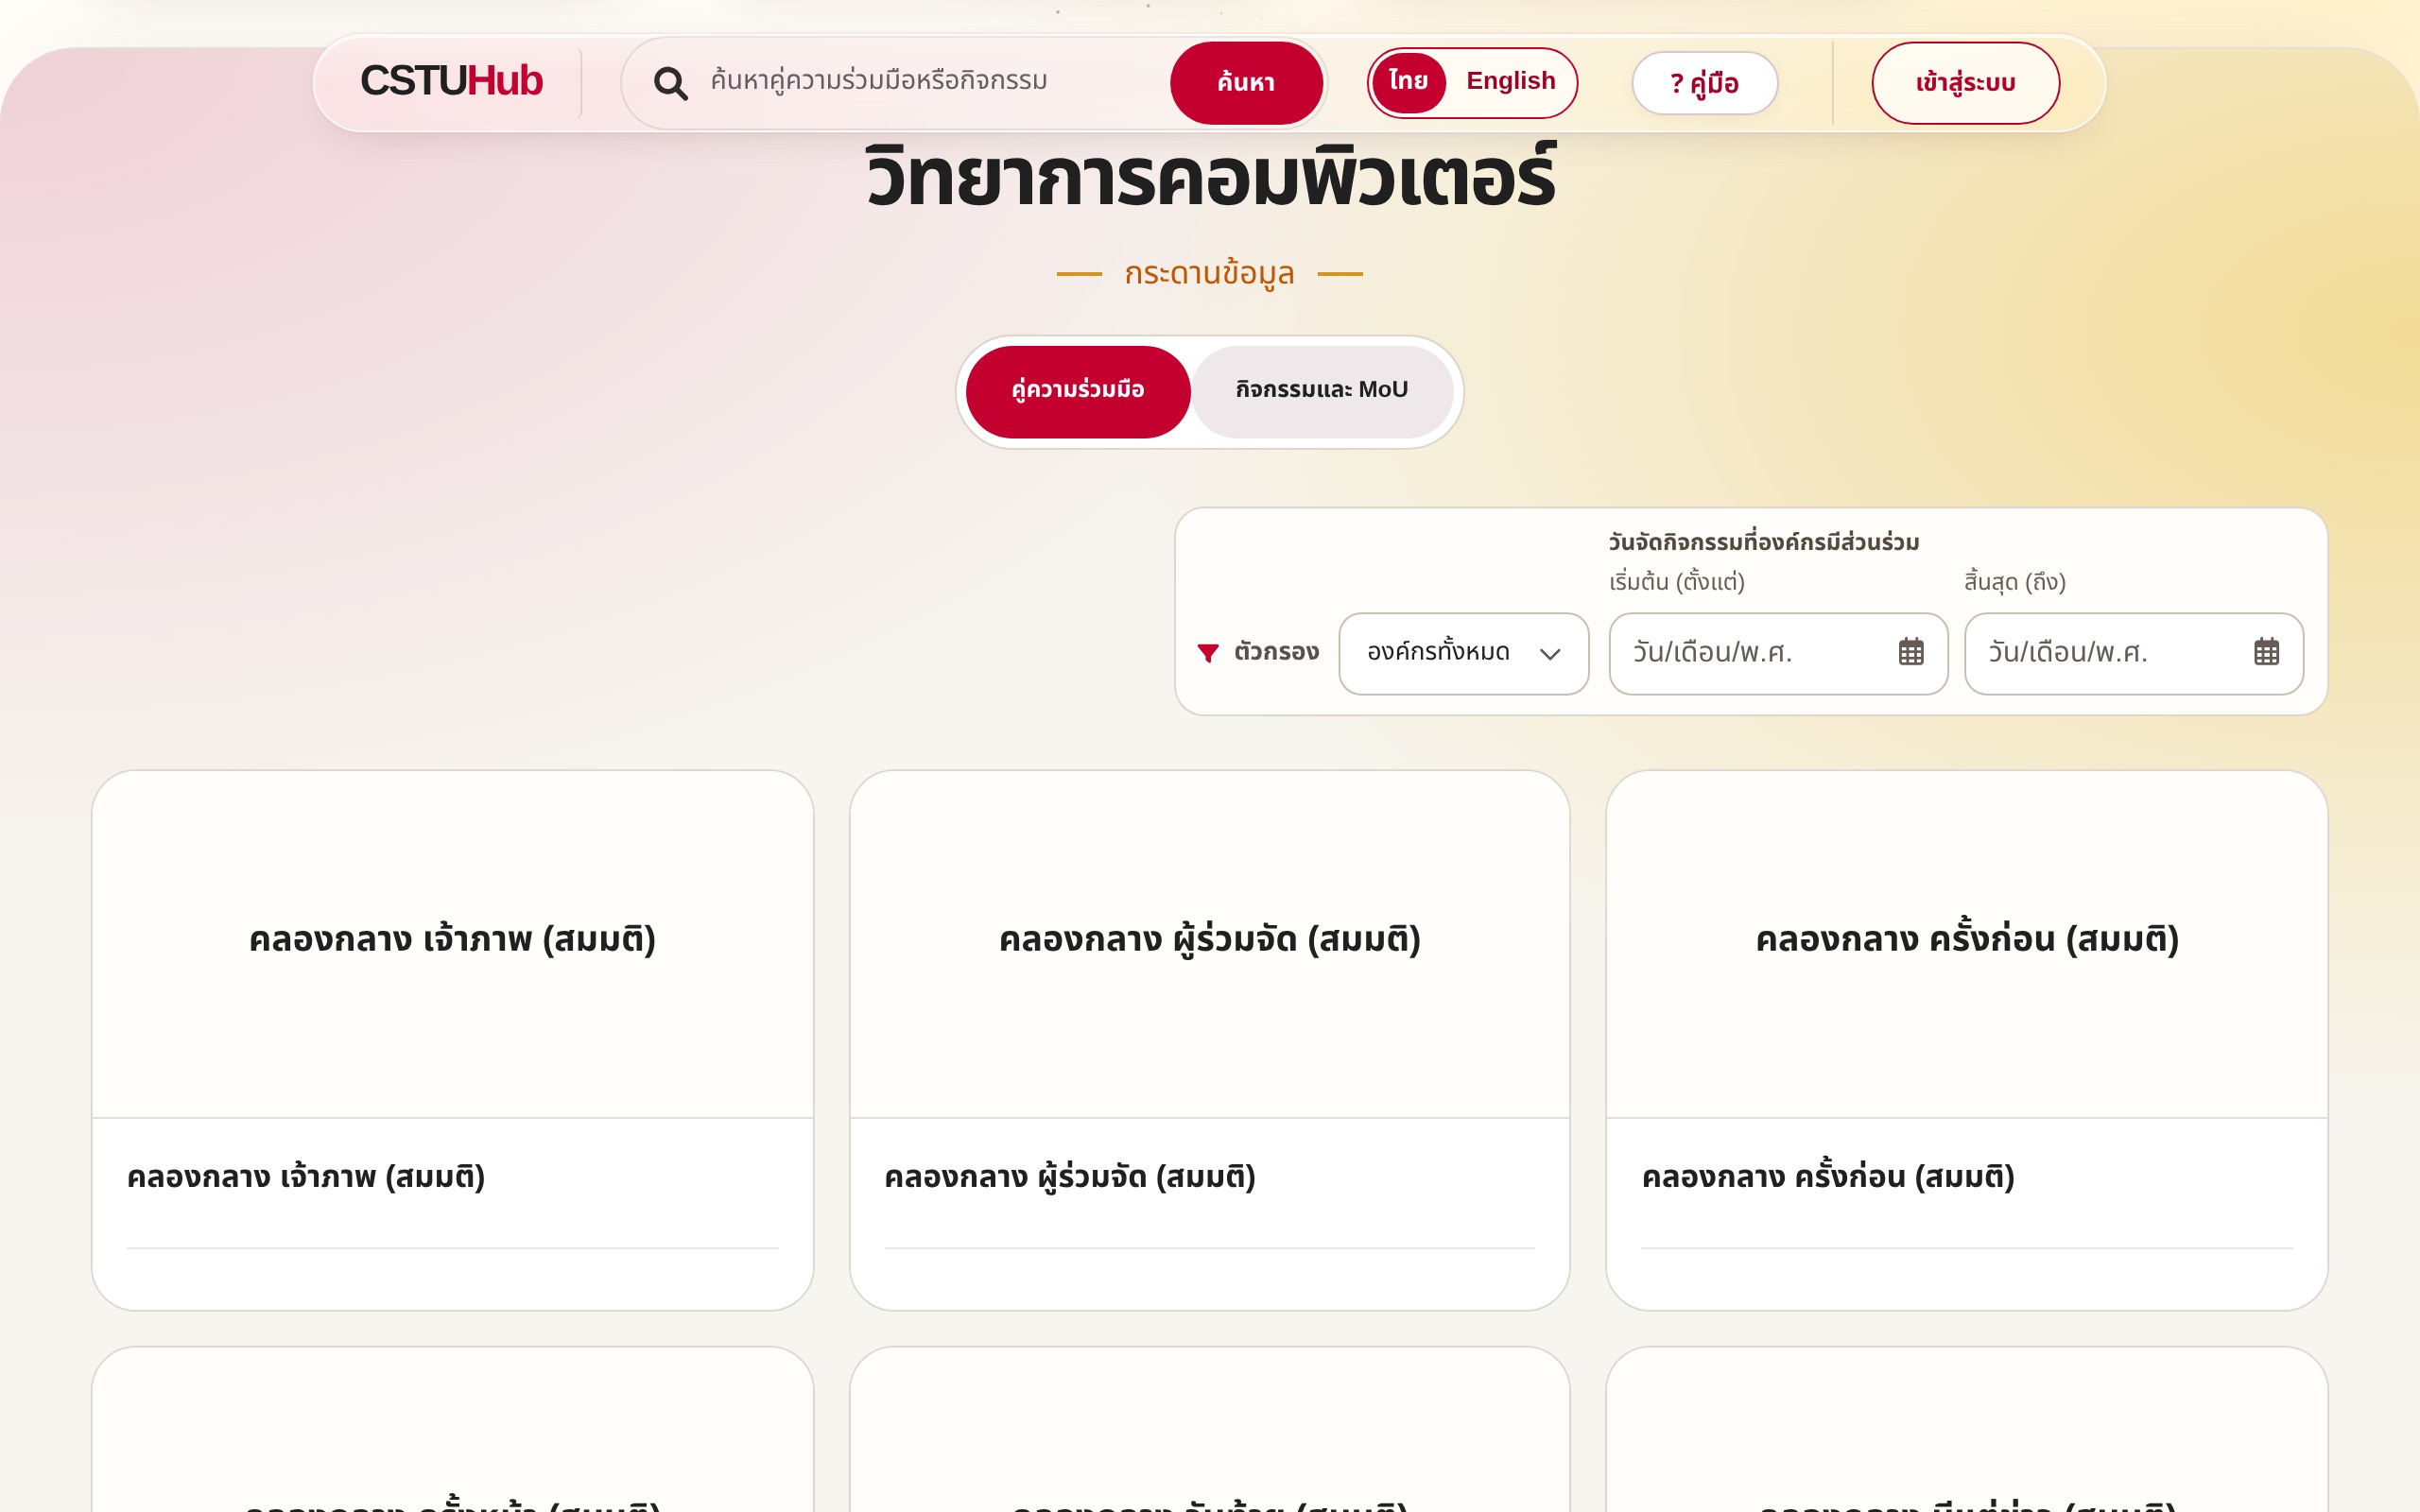 CSTUHub
ค้นหาคู่ความร่วมมือหรือกิจกรรม
ค้นหา
ไทย
English
? คู่มือ
เข้าสู่ระบบ
วิทยาการคอมพิวเตอร์
กระดานข้อมูล
คู่ความร่วมมือ
กิจกรรมและ MoU
วันจัดกิจกรรมที่องค์กรมีส่วนร่วม
เริ่มต้น (ตั้งแต่)
สิ้นสุด (ถึง)
ตัวกรอง
องค์กรทั้งหมด
วัน/เดือน/พ.ศ.
วัน/เดือน/พ.ศ.
คลองกลาง เจ้าภาพ (สมมติ)
คลองกลาง ผู้ร่วมจัด (สมมติ)
คลองกลาง ครั้งก่อน (สมมติ)
คลองกลาง เจ้าภาพ (สมมติ)
คลองกลาง ผู้ร่วมจัด (สมมติ)
คลองกลาง ครั้งก่อน (สมมติ)